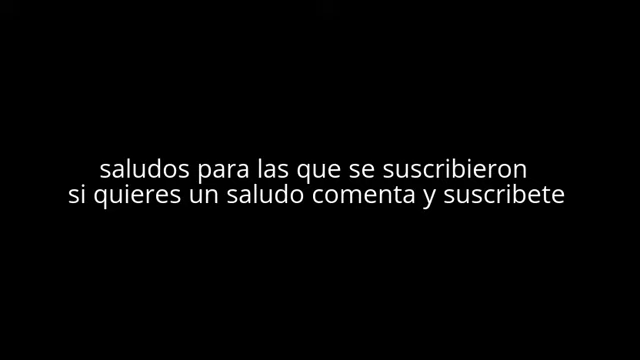 saludos para las que se suscribieron
si quieres un saludo comenta y suscribete